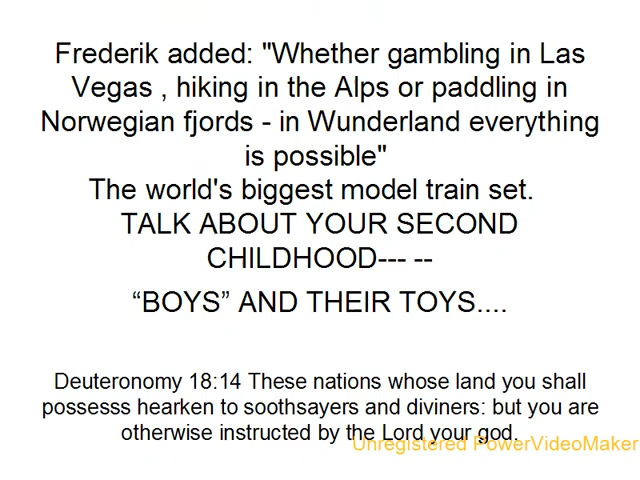 Frederik added: "Whether gambling in Las
Vegas , hiking in the Alps or paddling in
Norwegian fjords - in Wunderland everything
is possible"
The world's biggest model train set.
TALK ABOUT YOUR SECOND
CHILDHOOD--- --
“BOYS” AND THEIR TOYS....
Deuteronomy 18:14 These nations whose land you shall
possesss hearken to soothsayers and diviners: but you are
otherwise instructed by the Lord your god.
Unregistered PowerVideoMaker